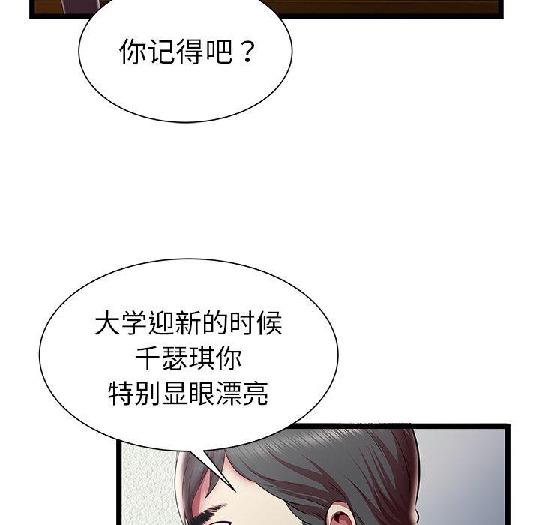 你记得吧？
大学迎新的时候
千瑟琪你
特别显眼漂亮